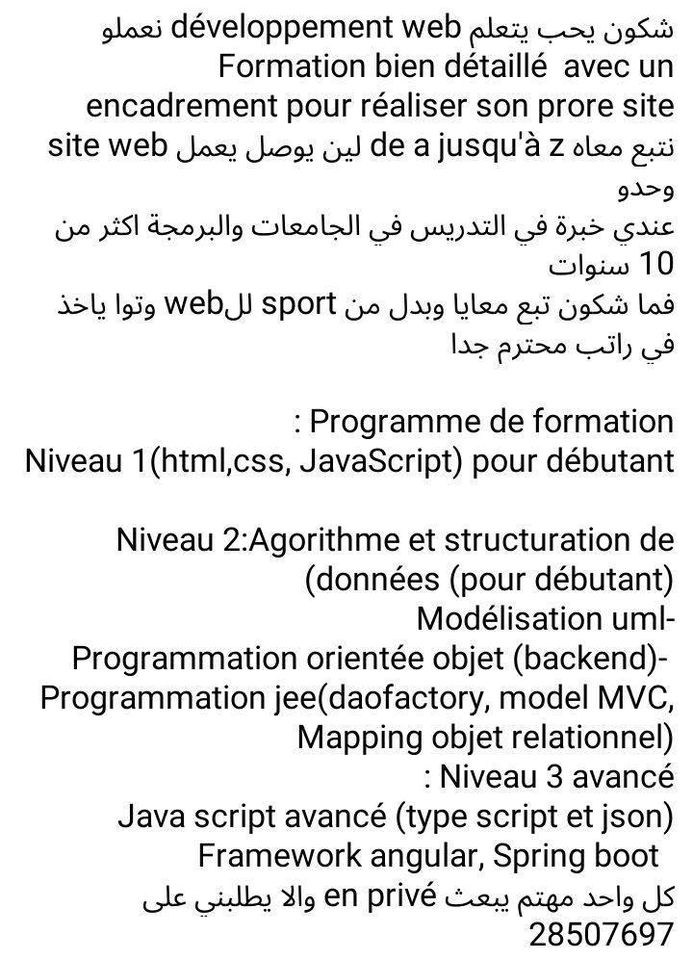 شكون يحب يتعلم développement web نعملو
Formation bien détaillé avec un
encadrement pour réaliser son prore site
نتبع معاه de a jusqu'à z لين يوصل يعمل site web
وحدو
عندي خبرة في التدريس في الجامعات والبرمجة اكثر من
10 سنوات
فما شكون تبع معايا وبدل من sport للweb وتوا ياخذ
في راتب محترم جدا
Programme de formation :
Niveau 1(html,css, JavaScript) pour débutant
Niveau 2:Agorithme et structuration de
(données (pour débutant)
Modélisation uml-
Programmation orientée objet (backend)-
Programmation jee(daofactory, model MVC,
Mapping objet relationnel)
Niveau 3 avancé :
Java script avancé (type script et json)
Framework angular, Spring boot
كل واحد مهتم يبعث en privé والا يطلبني على
28507697